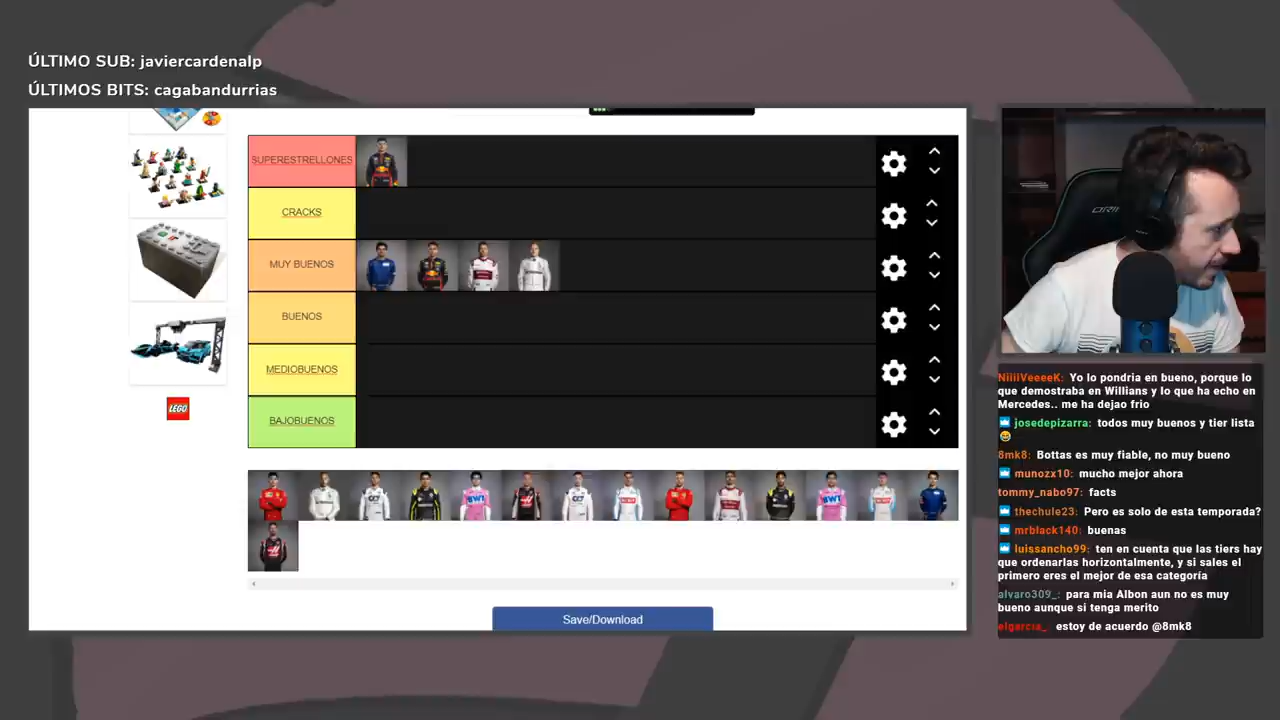 ÚLTIMO SUB: javiercardenalp
ÚLTIMOS BITS: cagabandurrias
SUPERESTRELLONES
CRACKS
MUY BUENOS
BUENOS
MEDIOBUENOS
BAJOBUENOS
LEGO
BWT
BWT
Save/Download
ORI
NiiiIVeeeeK: Yo lo pondria en bueno, porque lo
que demostraba en Willians y lo que ha echo en
Mercedes.. me ha dejao frio
josedepizarra: todos muy buenos y tier lista
8mk8: Bottas es muy fiable, no muy bueno
munozx10: mucho mejor ahora
tommy_nabo97: facts
thechule23: Pero es solo de esta temporada?
mrblack140: buenas
luissancho99: ten en cuenta que las tiers hay
que ordenarlas horizontalmente, y si sales el
primero eres el mejor de esa categoría
alvaro309_: para mia Albon aun no es muy
bueno aunque si tenga merito
elgarcia_: estoy de acuerdo @8mk8